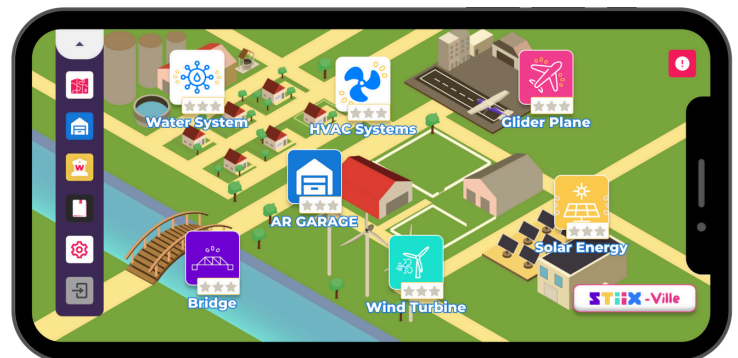 Water System
HVAC Systems
Glider Plane
AR GARAGE
Solar Energy
Bridge
Wind Turbine
STiiX-Ville
W
!